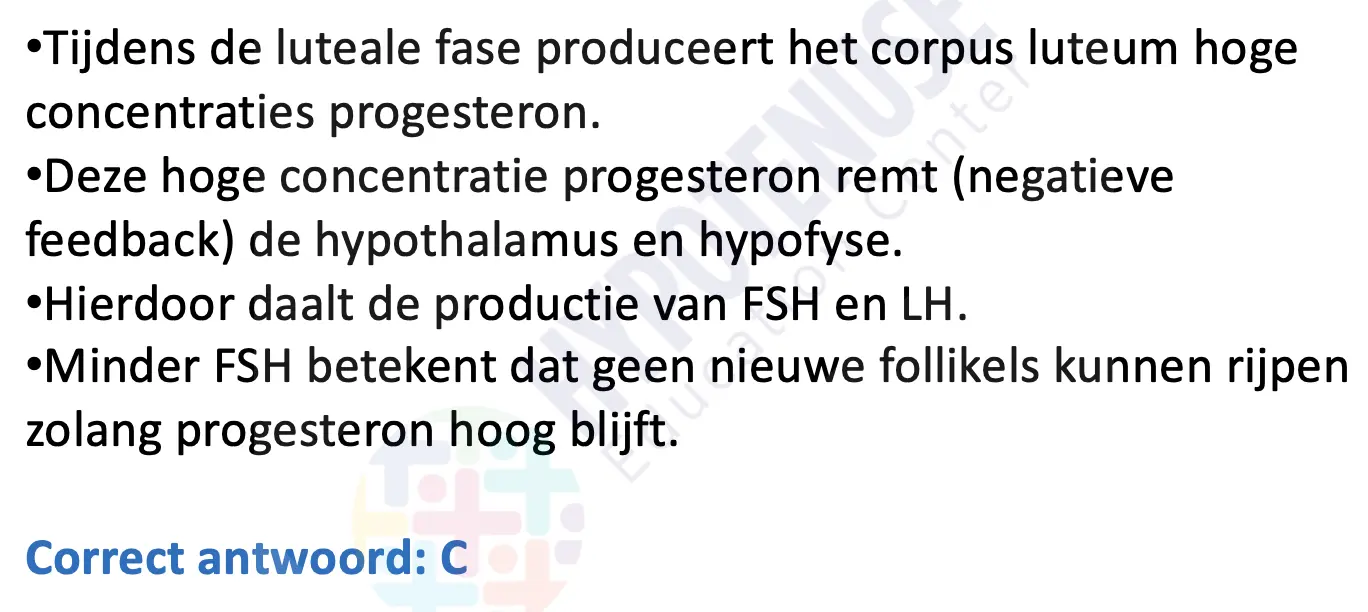 •Tijdens de luteale fase produceert het corpus luteum hoge
concentraties progesteron.
•Deze hoge concentratie progesteron remt (negatieve
feedback) de hypothalamus en hypofyse.
•Hierdoor daalt de productie van FSH en LH.
•Minder FSH betekent dat geen nieuwe follikels kunnen rijpen
zolang progesteron hoog blijft.
Correct antwoord: C
HYPOTENUSE
Education Center